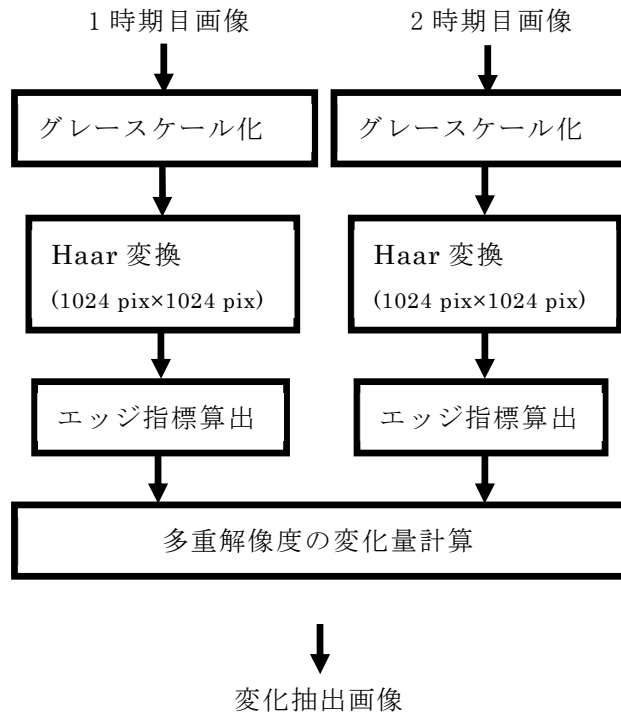 1 時期目画像
2 時期目画像
グレースケール化
グレースケール化
Haar 変換
(1024 pix×1024 pix)
Haar 変換
(1024 pix×1024 pix)
エッジ指標算出
エッジ指標算出
多重解像度の変化量計算
変化抽出画像